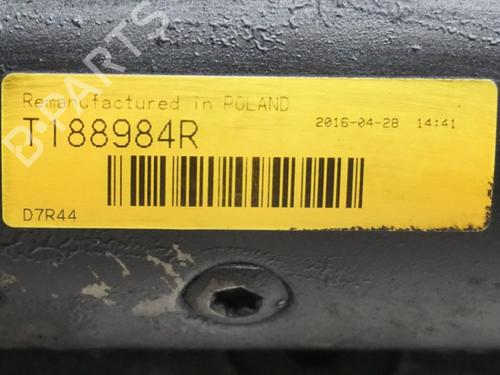 B-PARTS
Remanufactured in POLAND
T188984R
2016-04-28 14:41
D7R44